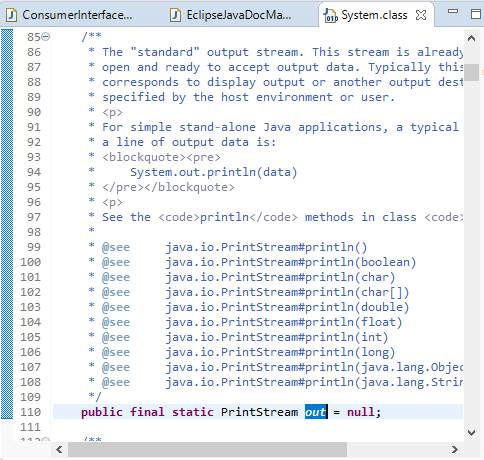 ConsumerInterface... EclipseJavaDocMa... System.class
85 /**
86 * The "standard" output stream. This stream is already
87 * open and ready to accept output data. Typically this
88 * corresponds to display output or another output dest
89 * specified by the host environment or user.
90 * <p>
91 * For simple stand-alone Java applications, a typical
92 * a line of output data is:
93 * <blockquote><pre>
94 *     System.out.println(data)
95 * </pre></blockquote>
96 * <p>
97 * See the <code>println</code> methods in class <code>
98 *
99 * @see     java.io.PrintStream#println()
100 * @see     java.io.PrintStream#println(boolean)
101 * @see     java.io.PrintStream#println(char)
102 * @see     java.io.PrintStream#println(char[])
103 * @see     java.io.PrintStream#println(double)
104 * @see     java.io.PrintStream#println(float)
105 * @see     java.io.PrintStream#println(int)
106 * @see     java.io.PrintStream#println(long)
107 * @see     java.io.PrintStream#println(java.lang.Objec
108 * @see     java.io.PrintStream#println(java.lang.Strin
109 */
110 public final static PrintStream out = null;
111
/**